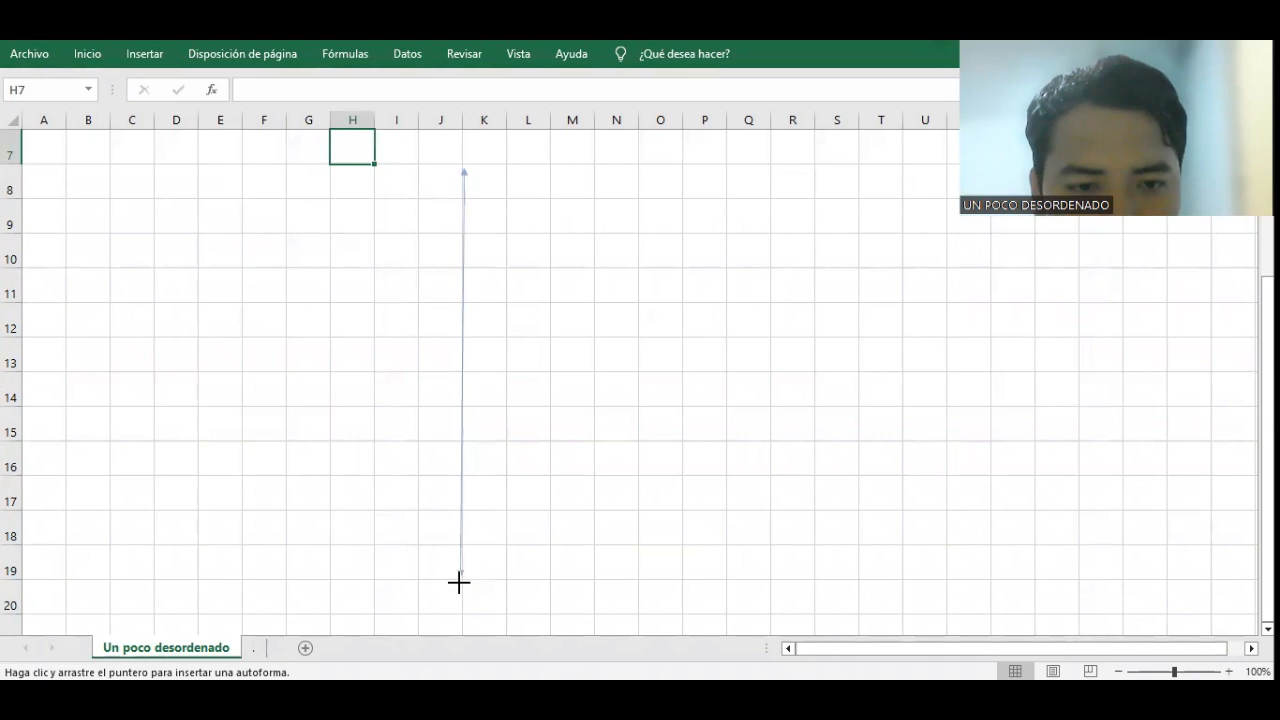 Archivo Inicio Insertar Disposición de página Fórmulas Datos Revisar Vista Ayuda ¿Qué desea hacer?
H7 fx
A B C D E F G H I J K L M N O P Q R S T U
7
8
UN POCO DESORDENADO
9
10
11
12
13
14
15
16
17
18
19
20
Un poco desordenado .
Haga clic y arrastre el puntero para insertar una autoforma. 100%